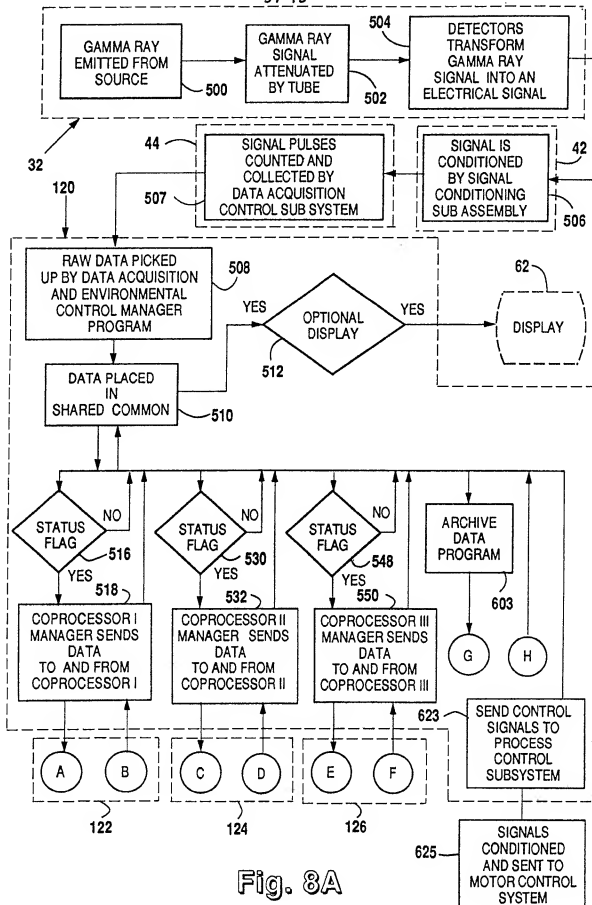 GAMMA RAY
EMITTED FROM
SOURCE
500
GAMMA RAY
SIGNAL
ATTENUATED
BY TUBE
502
504
DETECTORS
TRANSFORM
GAMMA RAY
SIGNAL INTO AN
ELECTRICAL SIGNAL
32
44
SIGNAL PULSES
COUNTED AND
COLLECTED BY
DATA ACQUISITION
CONTROL SUB SYSTEM
507
42
SIGNAL IS
CONDITIONED
BY SIGNAL
CONDITIONING
SUB ASSEMBLY
506
120
RAW DATA PICKED
UP BY DATA ACQUISITION
AND ENVIRONMENTAL
CONTROL MANAGER
PROGRAM
508
YES
OPTIONAL
DISPLAY
512
YES
62
DISPLAY
DATA PLACED
IN
SHARED COMMON
510
STATUS
FLAG
NO
516
YES
518
COPROCESSOR I
MANAGER SENDS
DATA
TO AND FROM
COPROCESSOR I
STATUS
FLAG
NO
530
YES
532
COPROCESSOR II
MANAGER SENDS
DATA
TO AND FROM
COPROCESSOR II
STATUS
FLAG
NO
548
YES
550
COPROCESSOR III
MANAGER SENDS
DATA
TO AND FROM
COPROCESSOR III
ARCHIVE
DATA
PROGRAM
603
G
H
623
SEND CONTROL
SIGNALS TO
PROCESS
CONTROL
SUBSYSTEM
A
B
122
C
D
124
E
F
126
625
SIGNALS
CONDITIONED
AND SENT TO
MOTOR CONTROL
SYSTEM
Fig. 8A